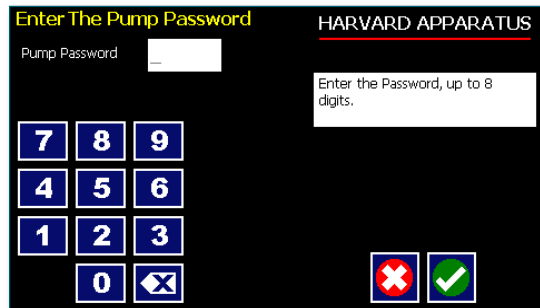 Enter The Pump Password
HARVARD APPARATUS
Pump Password
_
Enter the Password, up to 8
digits.
7 8 9
4 5 6
1 2 3
0